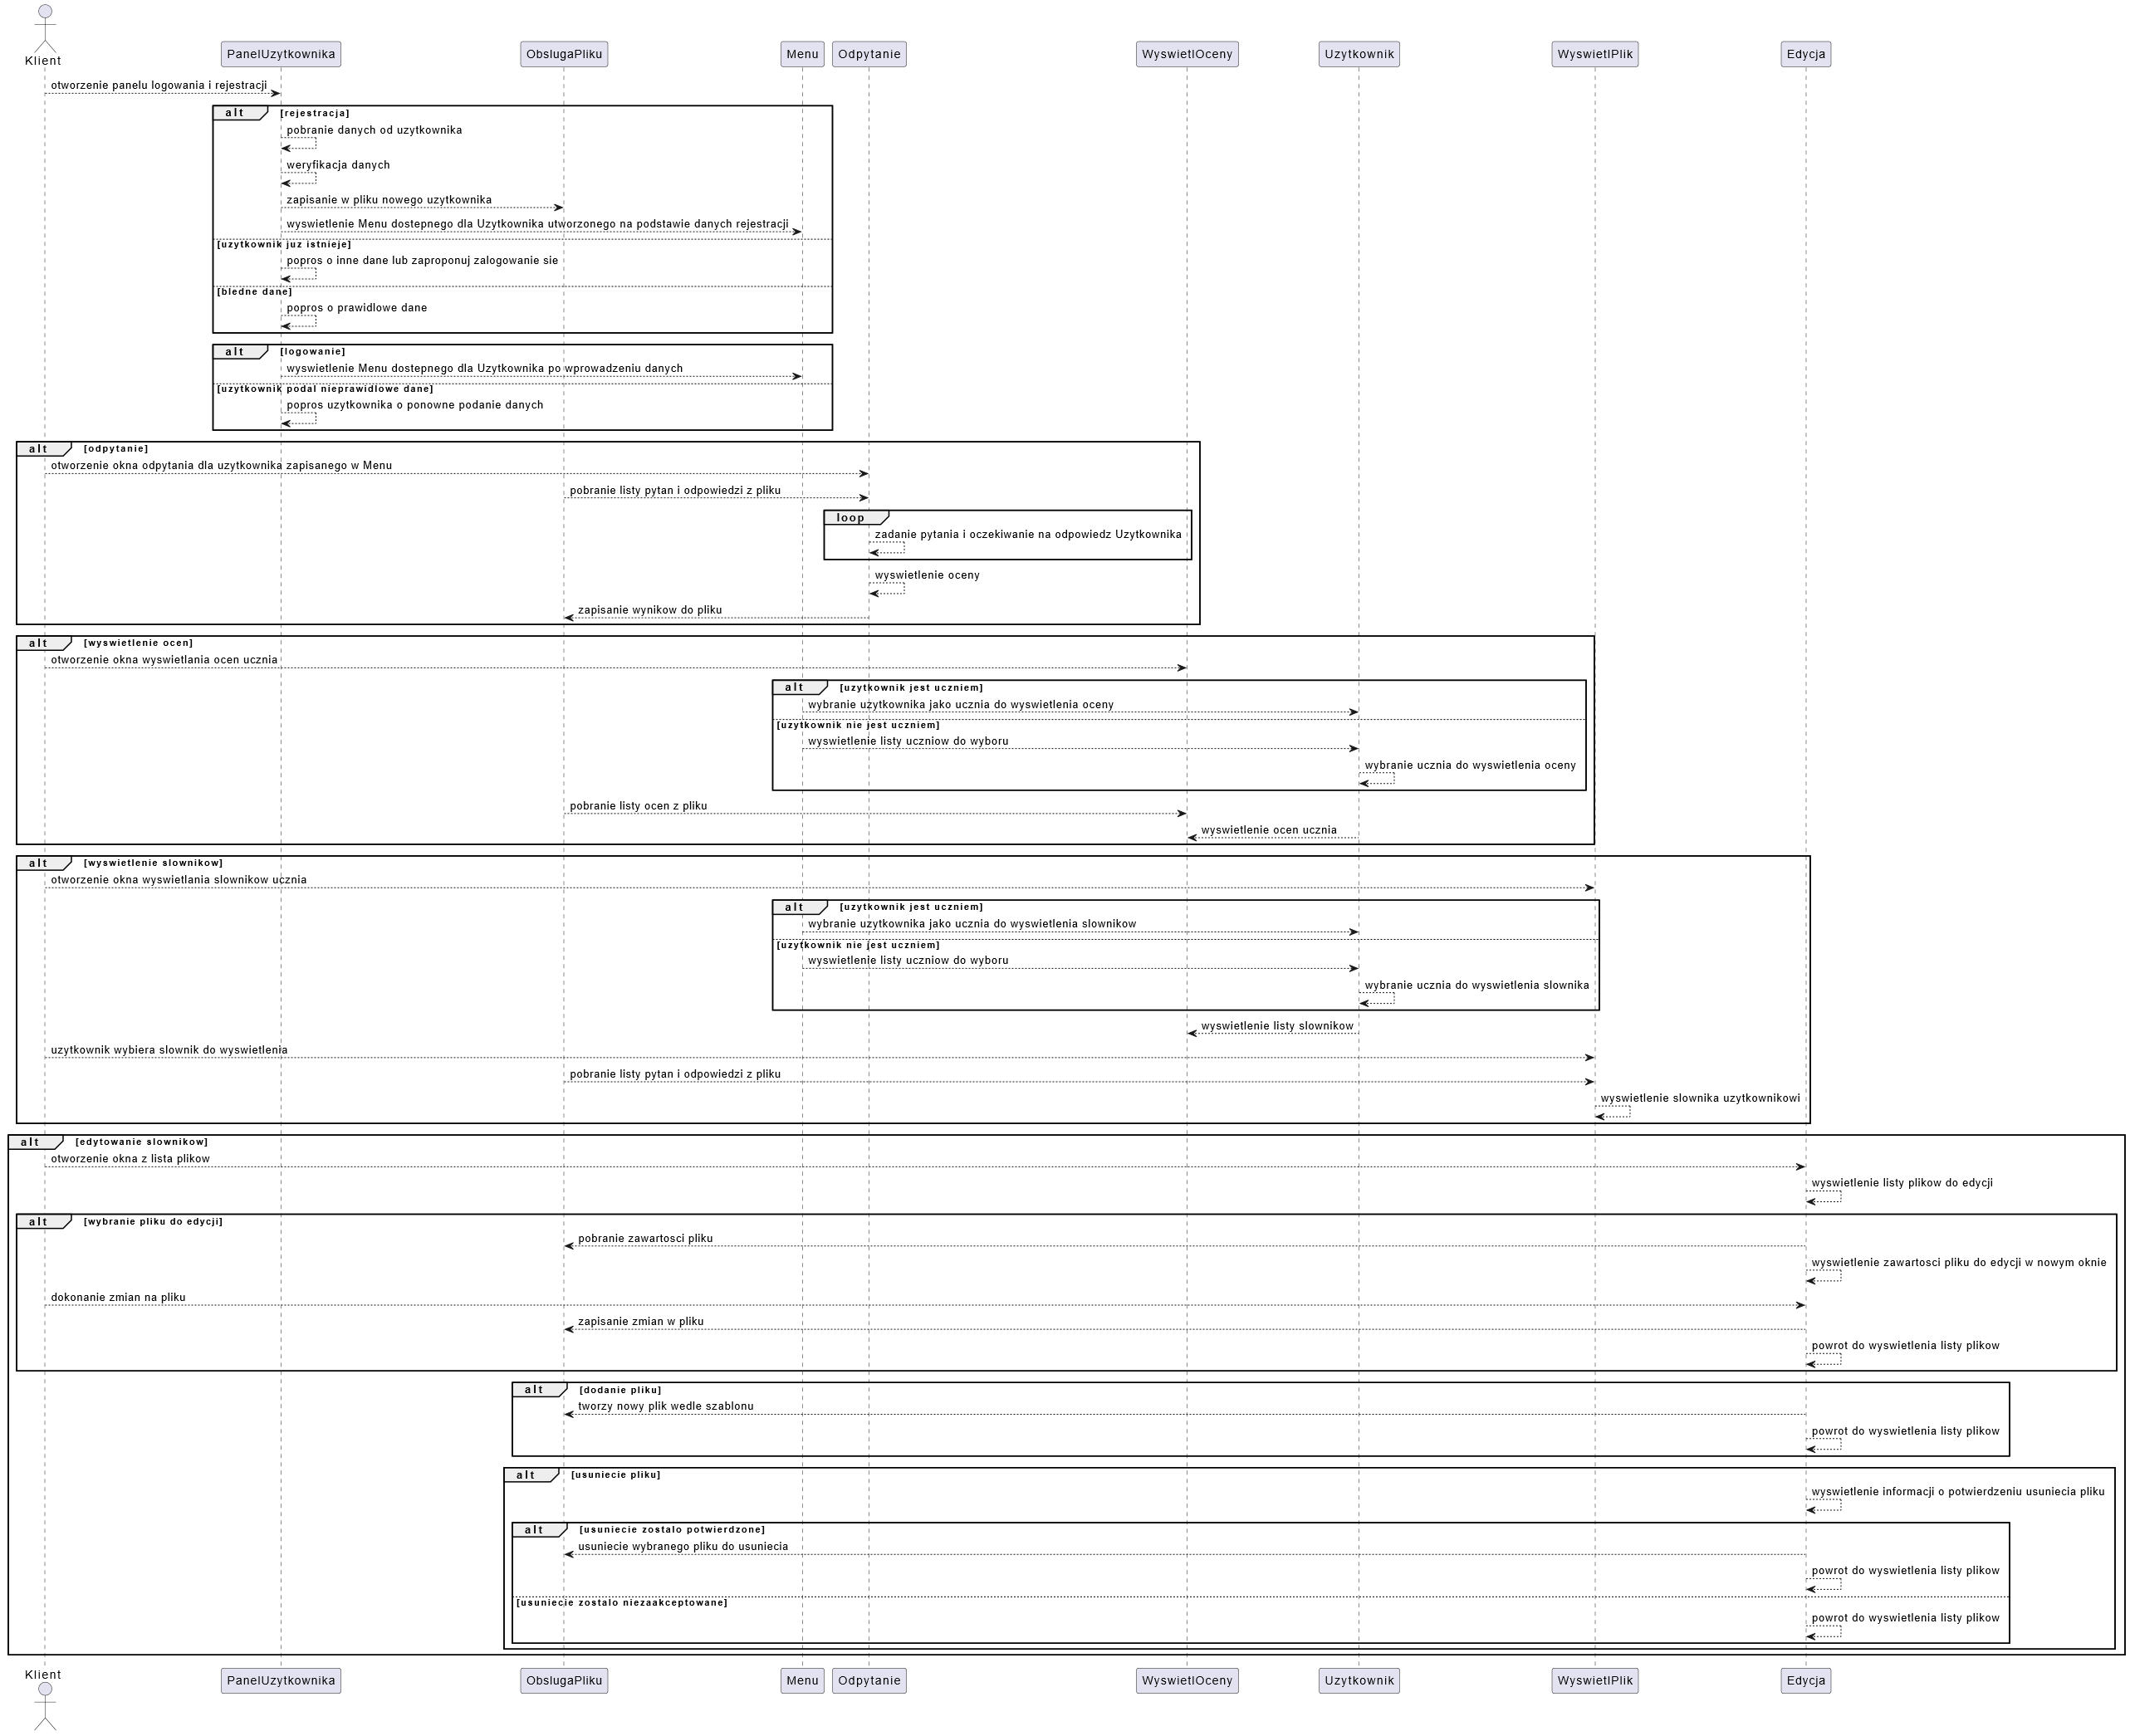 Klient
PanelUzytkownika
ObslugaPliku
Menu
Odpytanie
WyswietlOceny
Uzytkownik
WyswietlPlik
Edycja
otworzenie panelu logowania i rejestracji
alt [rejestracja]
pobranie danych od uzytkownika
weryfikacja danych
zapisanie w pliku nowego uzytkownika
wyswietlenie Menu dostepnego dla Uzytkownika utworzonego na podstawie danych rejestracji
[uzytkownik juz istnieje]
popros o inne dane lub zaproponuj zalogowanie sie
[bledne dane]
popros o prawidlowe dane
alt [logowanie]
wyswietlenie Menu dostepnego dla Uzytkownika po wprowadzeniu danych
[uzytkownik podal nieprawidlowe dane]
popros uzytkownika o ponowne podanie danych
alt [odpytanie]
otworzenie okna odpytania dla uzytkownika zapisanego w Menu
pobranie listy pytan i odpowiedzi z pliku
loop
zadanie pytania i oczekiwanie na odpowiedz Uzytkownika
wyswietlenie oceny
zapisanie wynikow do pliku
alt [wyswietlenie ocen]
otworzenie okna wyswietlania ocen ucznia
alt [uzytkownik jest uczniem]
wybranie uzytkownika jako ucznia do wyswietlenia oceny
[uzytkownik nie jest uczniem]
wyswietlenie listy uczniow do wyboru
wybranie ucznia do wyswietlenia oceny
pobranie listy ocen z pliku
wyswietlenie ocen ucznia
alt [wyswietlenie slownikow]
otworzenie okna wyswietlania slownikow ucznia
alt [uzytkownik jest uczniem]
wybranie uzytkownika jako ucznia do wyswietlenia slownikow
[uzytkownik nie jest uczniem]
wyswietlenie listy uczniow do wyboru
wybranie ucznia do wyswietlenia slownika
wyswietlenie listy slownikow
uzytkownik wybiera slownik do wyswietlenia
pobranie listy pytan i odpowiedzi z pliku
wyswietlenie slownika uzytkownikowi
alt [edytowanie slownikow]
otworzenie okna z lista plikow
wyswietlenie listy plikow do edycji
alt [wybranie pliku do edycji]
pobranie zawartosci pliku
wyswietlenie zawartosci pliku do edycji w nowym oknie
dokonanie zmian na pliku
zapisanie zmian w pliku
powrot do wyswietlenia listy plikow
alt [dodanie pliku]
tworzy nowy plik wedle szablonu
powrot do wyswietlenia listy plikow
alt [usuniecie pliku]
wyswietlenie informacji o potwierdzeniu usuniecia pliku
alt [usuniecie zostalo potwierdzone]
usuniecie wybranego pliku do usuniecia
powrot do wyswietlenia listy plikow
[usuniecie zostalo niezaakceptowane]
powrot do wyswietlenia listy plikow
Klient
PanelUzytkownika
ObslugaPliku
Menu
Odpytanie
WyswietlOceny
Uzytkownik
WyswietlPlik
Edycja